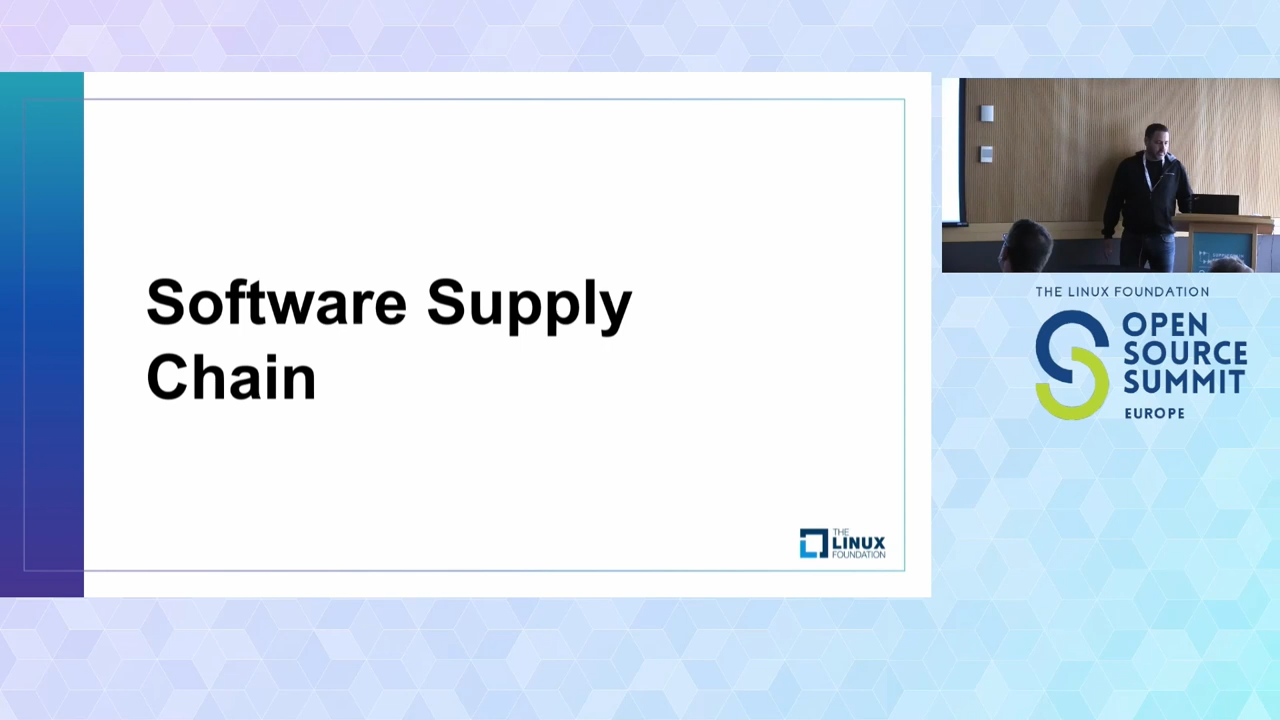 Software Supply
Chain
THE
LINUX
FOUNDATION
THE LINUX FOUNDATION
OPEN
SOURCE
SUMMIT
EUROPE